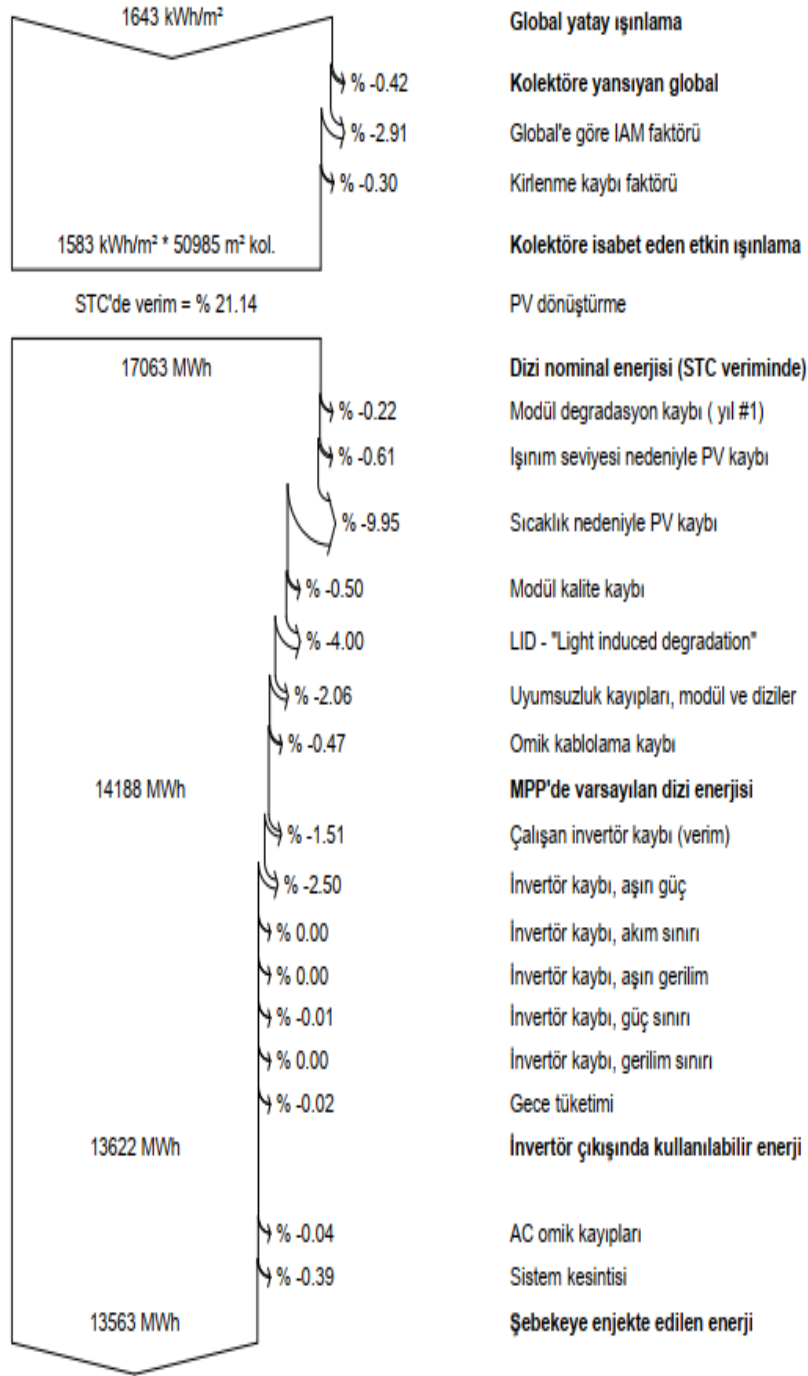 1643 kWh/m² Global yatay ışınlama
% -0.42 Kolektöre yansıyan global
% -2.91 Global'e göre IAM faktörü
% -0.30 Kirlenme kaybı faktörü
1583 kWh/m² * 50985 m² kol. Kolektöre isabet eden etkin ışınlama
STC'de verim = % 21.14 PV dönüştürme
17063 MWh Dizi nominal enerjisi (STC veriminde)
% -0.22 Modül degradasyon kaybı ( yıl #1)
% -0.61 Işınım seviyesi nedeniyle PV kaybı
% -9.95 Sıcaklık nedeniyle PV kaybı
% -0.50 Modül kalite kaybı
% -4.00 LID - "Light induced degradation"
% -2.06 Uyumsuzluk kayıpları, modül ve diziler
% -0.47 Omik kablolama kaybı
14188 MWh MPP'de varsayılan dizi enerjisi
% -1.51 Çalışan invertör kaybı (verim)
% -2.50 İnvertör kaybı, aşırı güç
% 0.00 İnvertör kaybı, akım sınırı
% 0.00 İnvertör kaybı, aşırı gerilim
% -0.01 İnvertör kaybı, güç sınırı
% 0.00 İnvertör kaybı, gerilim sınırı
% -0.02 Gece tüketimi
13622 MWh İnvertör çıkışında kullanılabilir enerji
% -0.04 AC omik kayıpları
% -0.39 Sistem kesintisi
13563 MWh Şebekeye enjekte edilen enerji